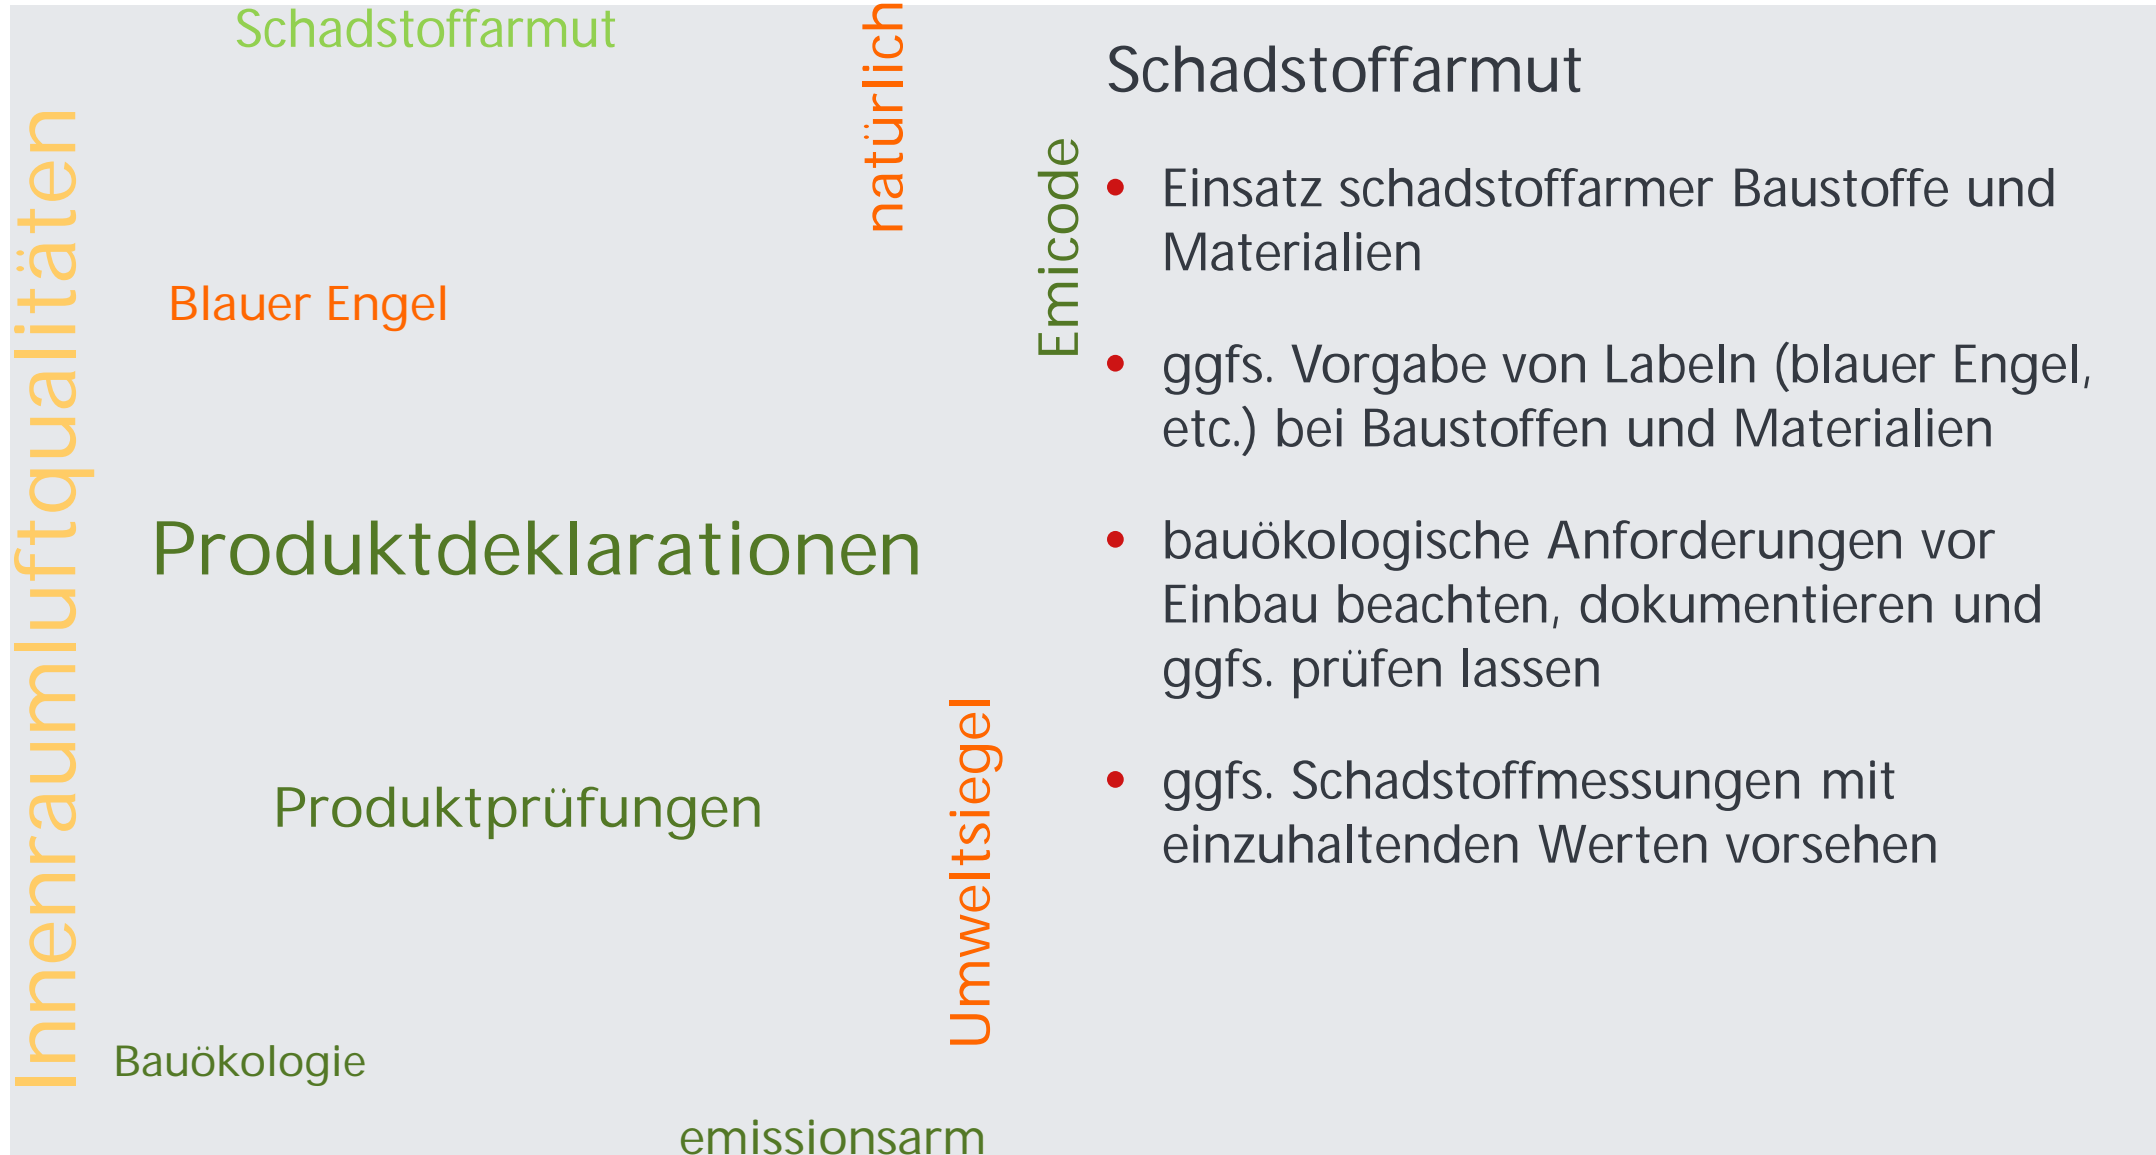 Schadstoffarmut
natürlich
Emicode
Innenraumluftqualitäten
Blauer Engel
Produktdeklarationen
Produktprüfungen
Umweltsiegel
Bauökologie
emissionsarm
Schadstoffarmut
• Einsatz schadstoffarmer Baustoffe und
Materialien
• ggfs. Vorgabe von Labeln (blauer Engel,
etc.) bei Baustoffen und Materialien
• bauökologische Anforderungen vor
Einbau beachten, dokumentieren und
ggfs. prüfen lassen
• ggfs. Schadstoffmessungen mit
einzuhaltenden Werten vorsehen